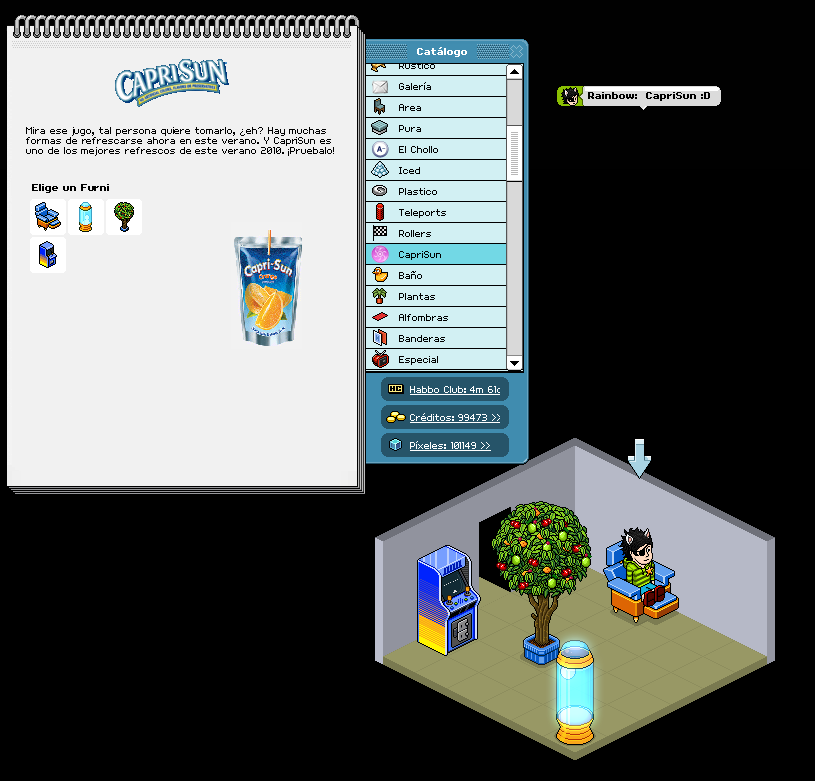 CAPRISUN
Mira ese jugo, tal persona quiere tomarlo, ¿eh? Hay muchas
formas de refrescarse ahora en este verano. Y CapriSun es
uno de los mejores refrescos de este verano 2010. ¡Pruebalo!
Elige un Furni
Capri-Sun
Catálogo
Rústico
Galería
Area
Pura
A-
El Chollo
Iced
Plastico
Teleports
Rollers
CapriSun
Baño
Plantas
Alfombras
Banderas
Especial
HC
Habbo Club: 4m 61d
Créditos: 99473 >>
Píxeles: 101149 >>
Rainbow: CapriSun :D